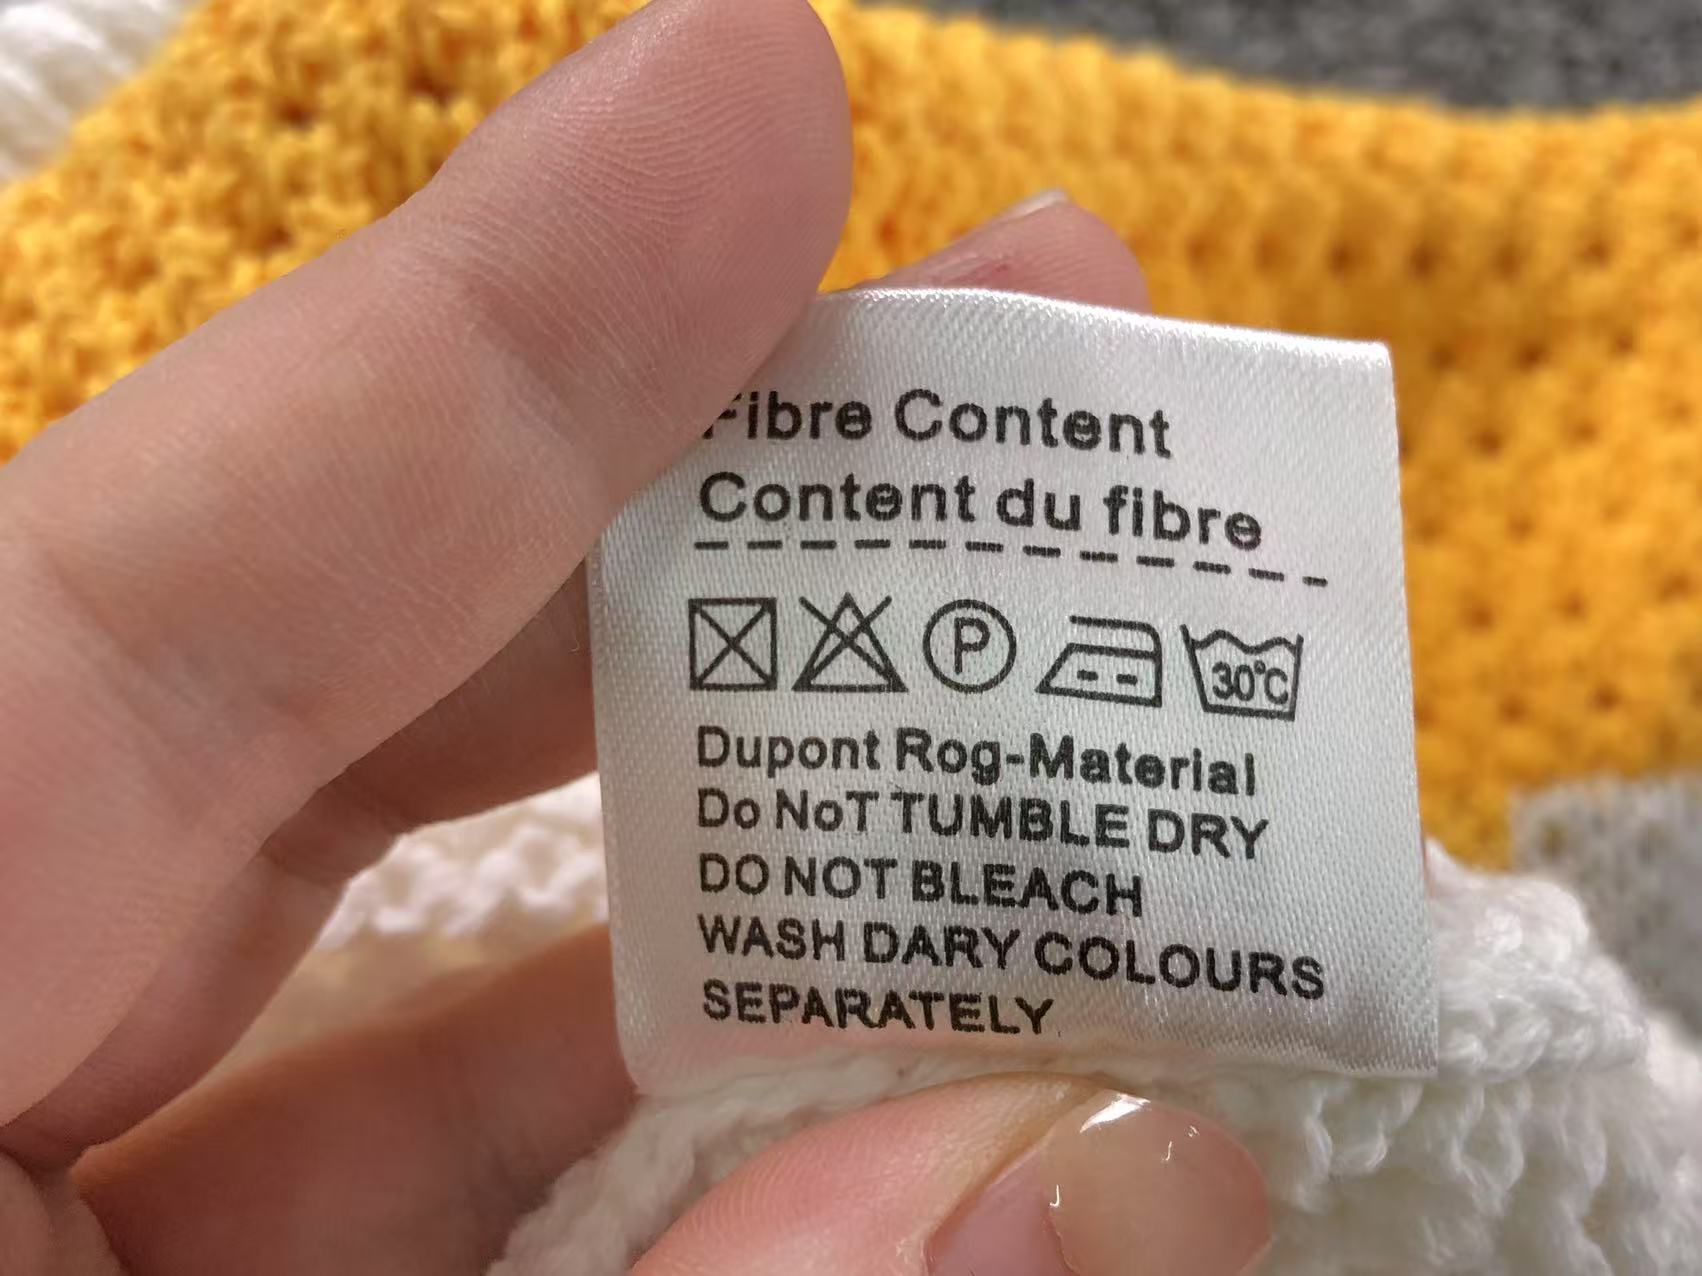 Fibre Content
Content du fibre
P 30°C
Dupont Rog-Material
Do NoT TUMBLE DRY
DO NOT BLEACH
WASH DARY COLOURS
SEPARATELY